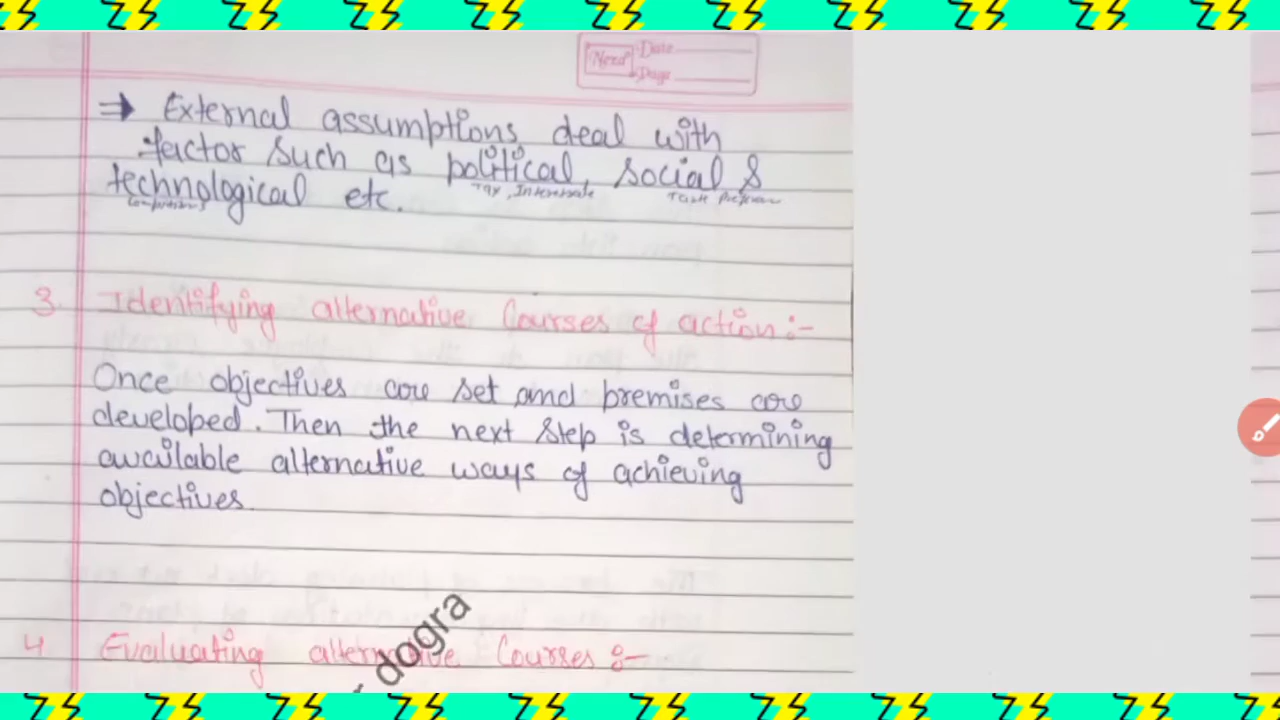 Need Date
Page
→ External assumptions deal with
factor such as political, social &
Tax,
technological etc.
3. Identifying alternative Courses of action :-
Once objectives are set and premises are
developed. Then the next step is determining
available alternative ways of achieving
objectives.
4 Evaluating alternative Courses :-
dogra